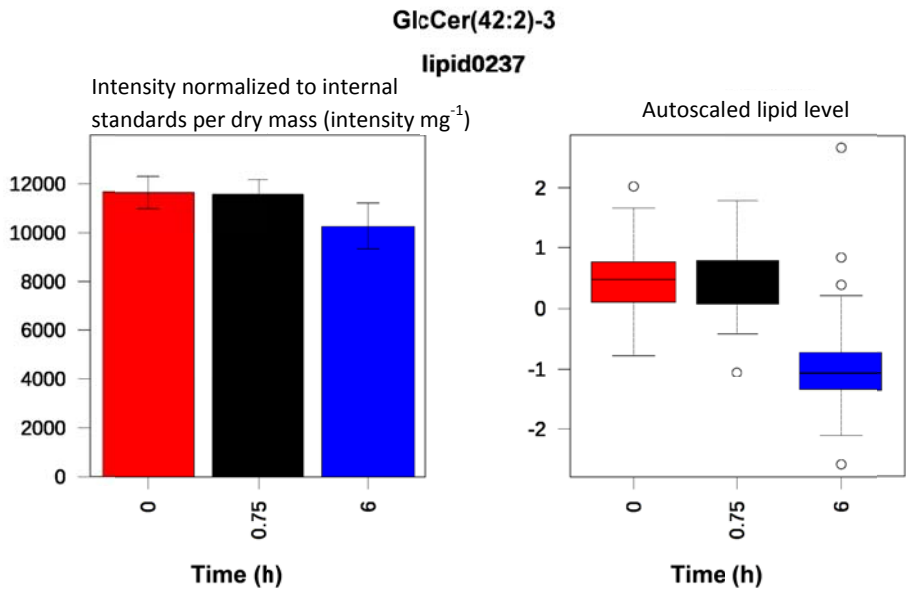 GlcCer(42:2)-3
lipid0237
Intensity normalized to internal
standards per dry mass (intensity mg⁻¹)
12000
10000
8000
6000
4000
2000
0
0
0.75
6
Time (h)
Autoscaled lipid level
2
1
0
-1
-2
0
0.75
6
Time (h)